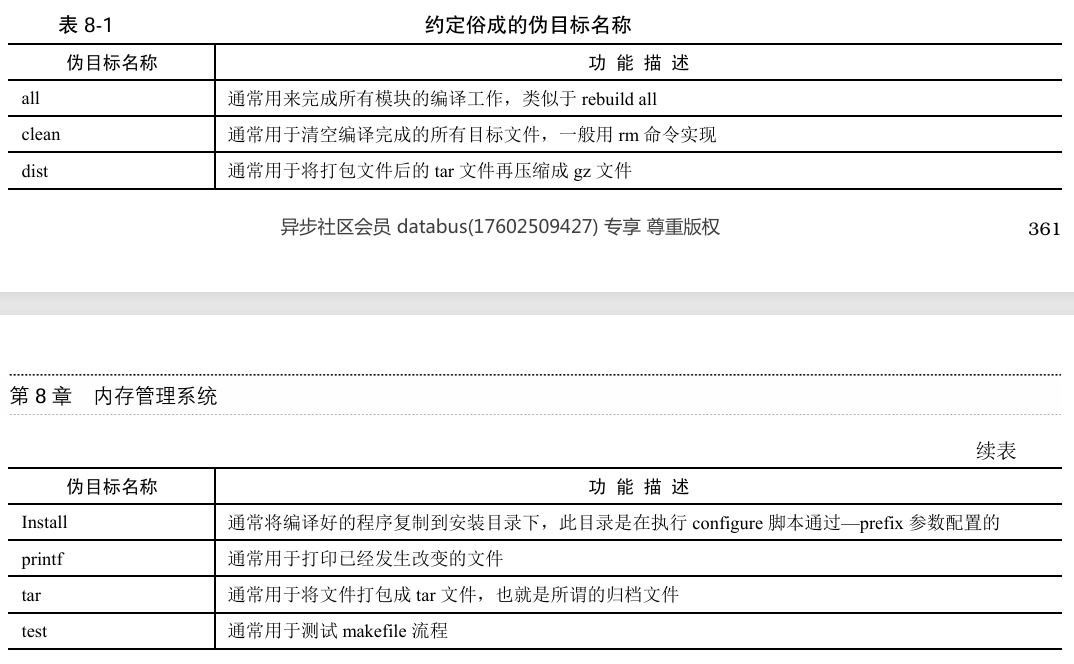 表 8-1 约定俗成的伪目标名称
伪目标名称 功 能 描 述
all 通常用来完成所有模块的编译工作，类似于 rebuild all
clean 通常用于清空编译完成的所有目标文件，一般用 rm 命令实现
dist 通常用于将打包文件后的 tar 文件再压缩成 gz 文件
异步社区会员 databus(17602509427) 专享 尊重版权 361
第 8 章 内存管理系统
续表
伪目标名称 功 能 描 述
Install 通常将编译好的程序复制到安装目录下，此目录是在执行 configure 脚本通过—prefix 参数配置的
printf 通常用于打印已经发生改变的文件
tar 通常用于将文件打包成 tar 文件，也就是所谓的归档文件
test 通常用于测试 makefile 流程